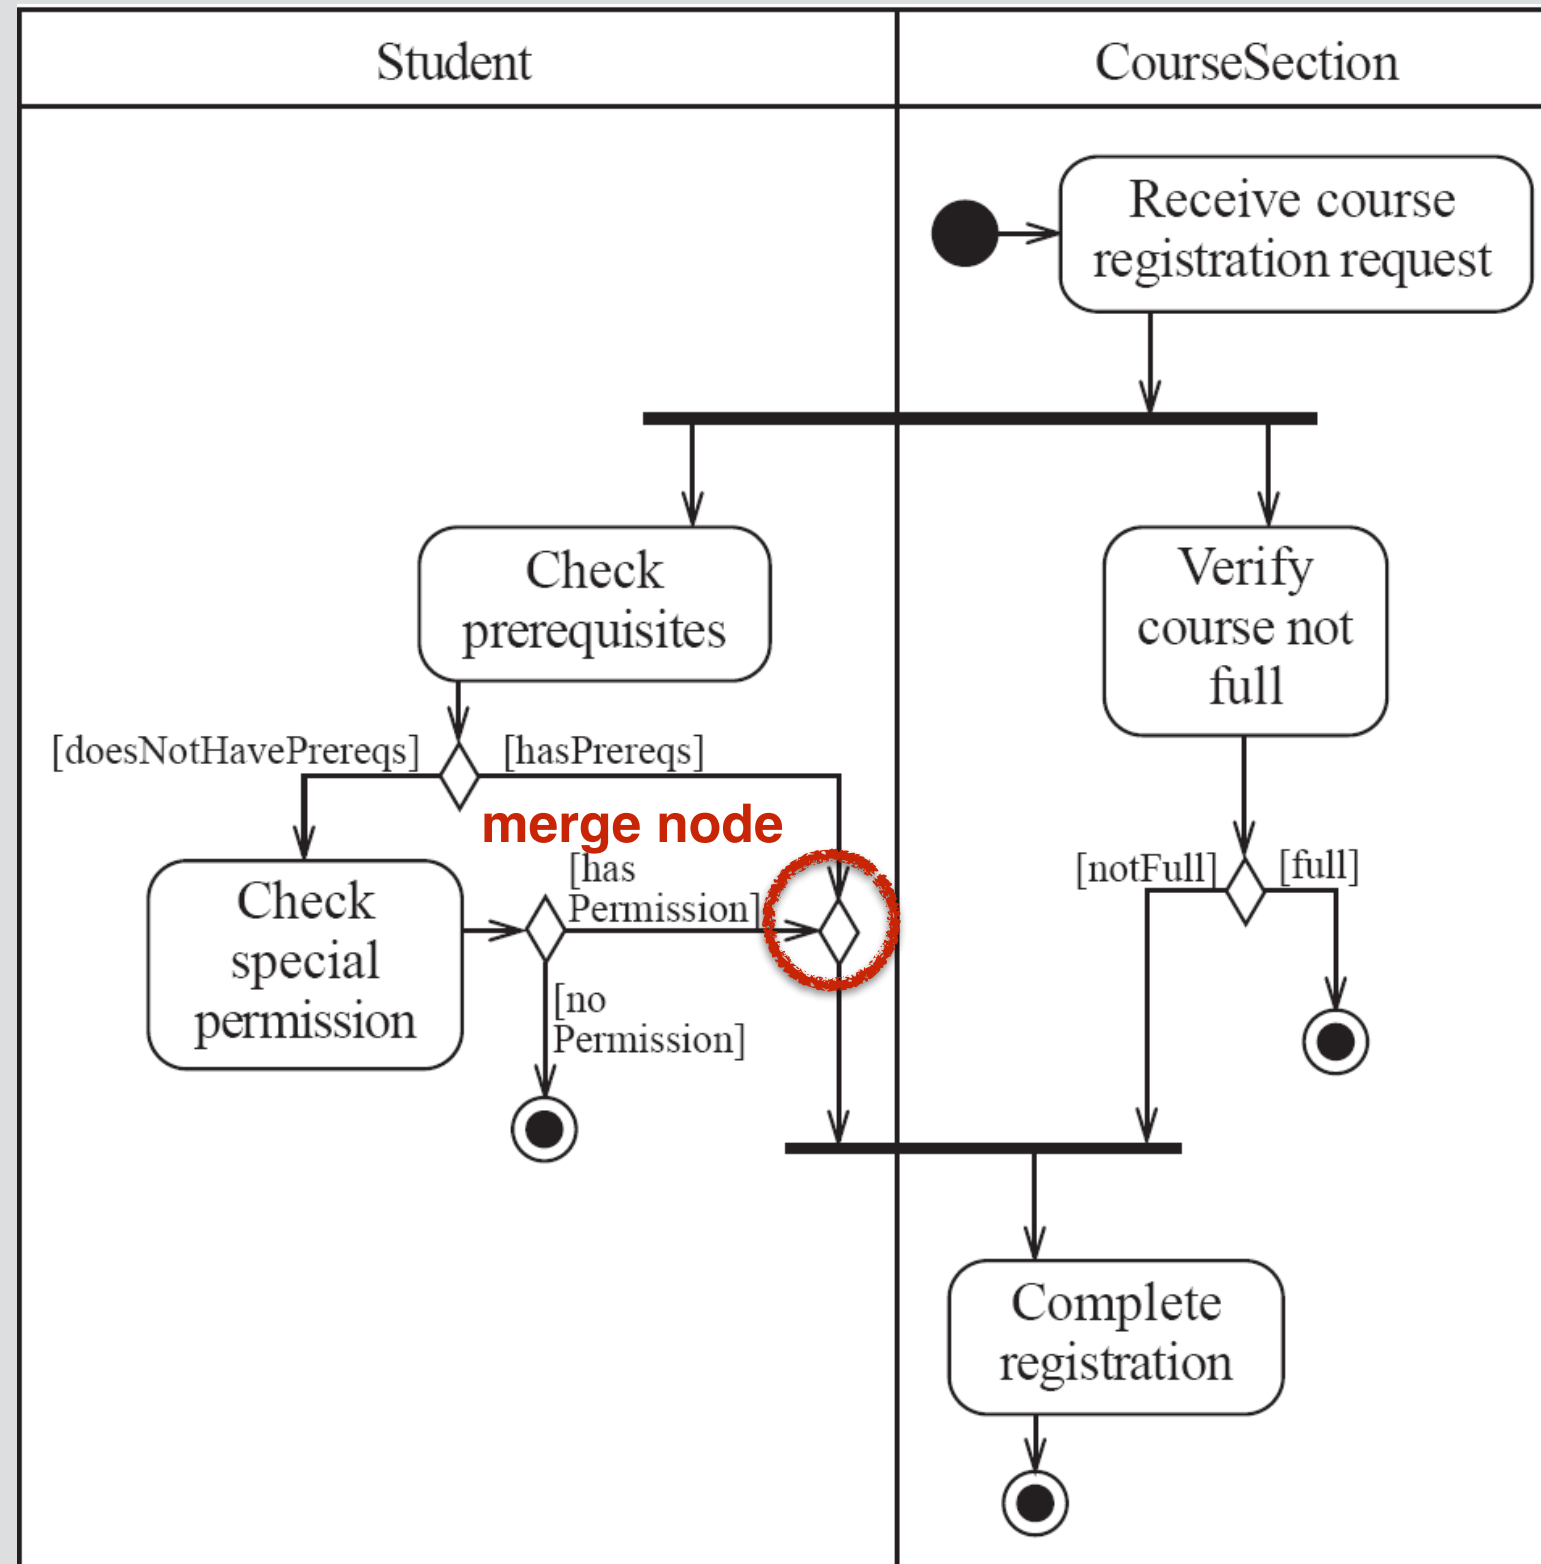 Student
CourseSection
Receive course
registration request
Check
prerequisites
Verify
course not
full
[doesNotHavePrereqs]
[hasPrereqs]
merge node
[has
Permission]
[notFull]
[full]
Check
special
permission
[no
Permission]
Complete
registration